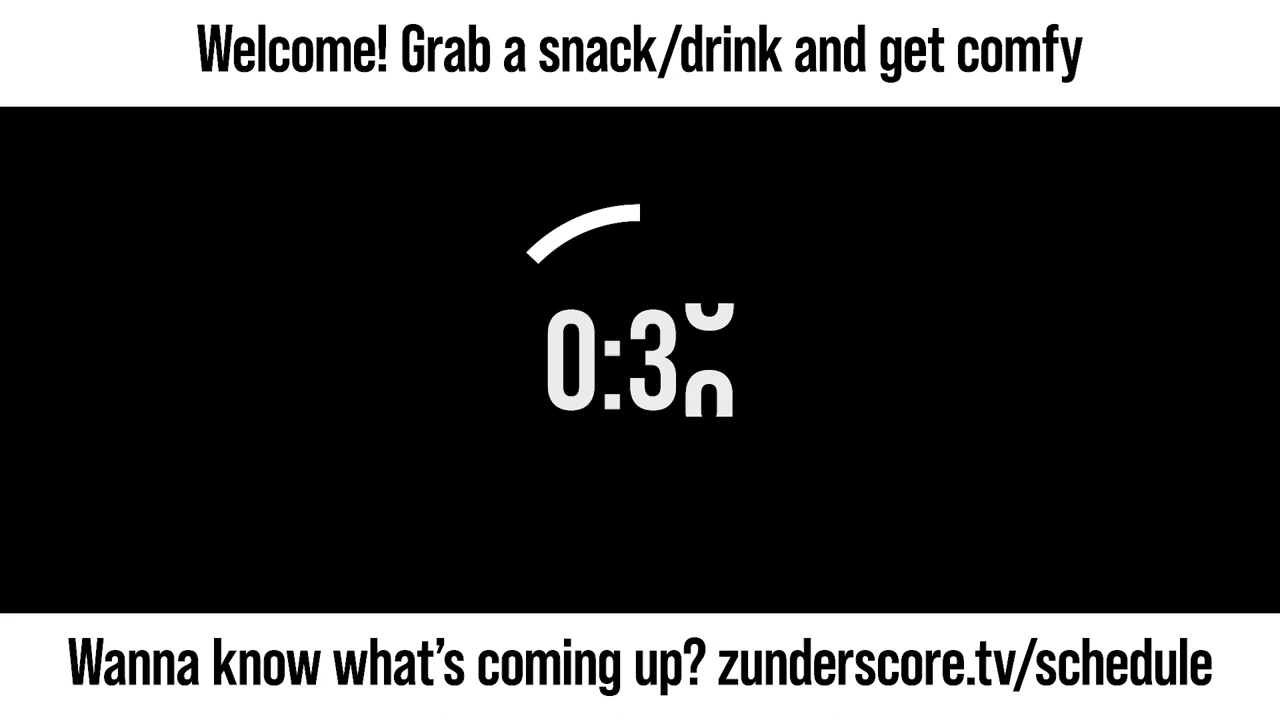 Welcome! Grab a snack/drink and get comfy
0:3
Wanna know what's coming up? zunderscore.tv/schedule